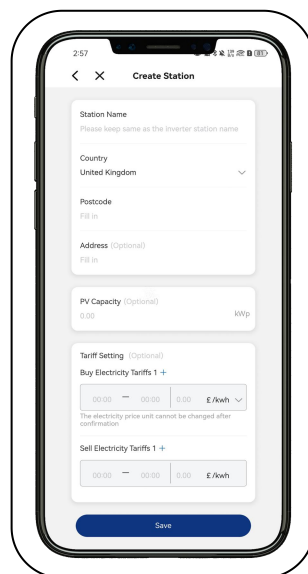 2:57
Create Station
Station Name
Please keep same as the inverter station name
Country
United Kingdom
Postcode
Fill in
Address (Optional)
Fill in
PV Capacity (Optional)
0.00 kWp
Tariff Setting (Optional)
Buy Electricity Tariffs 1 +
00:00 — 00:00 0.00 £/kwh
The electricity price unit cannot be changed after
confirmation
Sell Electricity Tariffs 1 +
00:00 — 00:00 0.00 £/kwh
Save